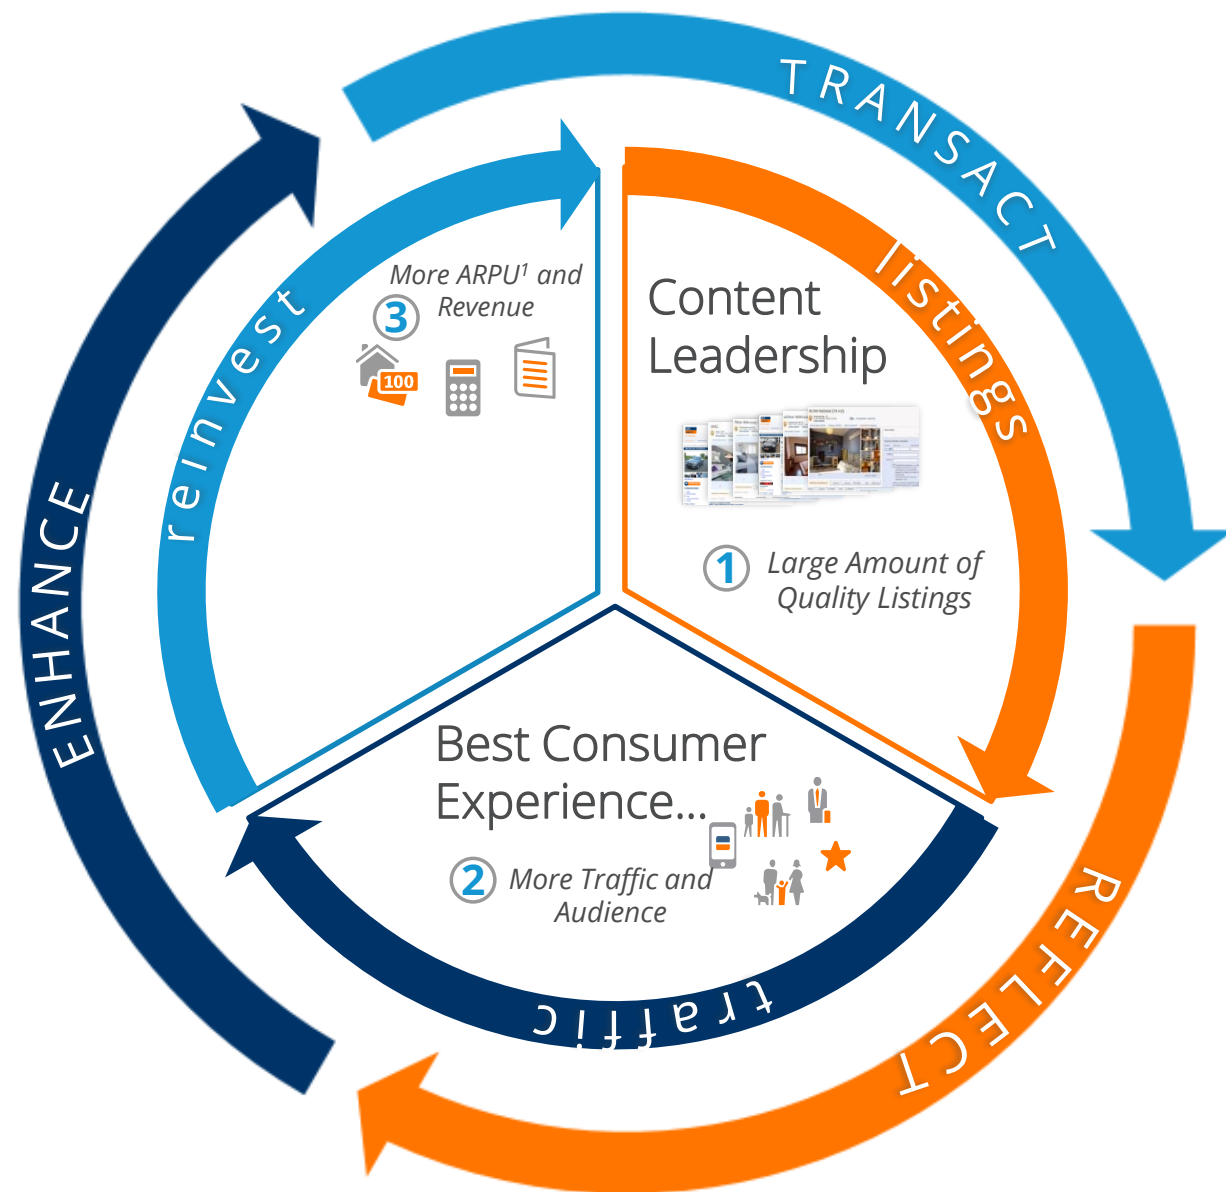 TRANSACT
listings
Content
Leadership
1
Large Amount of
Quality Listings
REFLECT
Best Consumer
Experience...
2
More Traffic and
Audience
traffic
ENHANCE
reinvest
More ARPU¹ and
Revenue
3
100